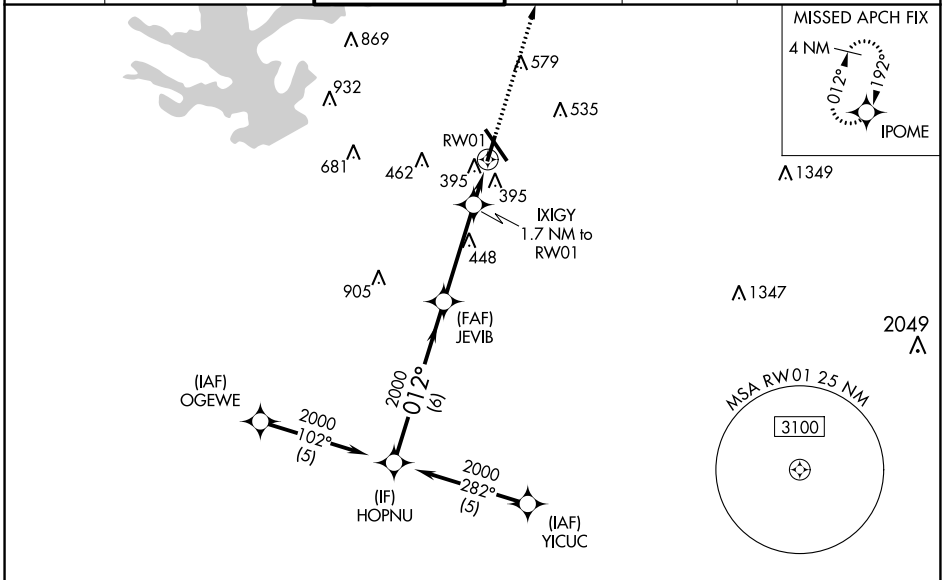 MISSED APCH FIX
4 NM
012°
192°
IPOME
869
579
932
535
RW01
681
462
395
395
1349
IXIGY
1.7 NM to
RW01
448
905
1347
(FAF)
JEVIB
2049
2000
012°
(6)
MSA RW01 25 NM
3100
(IAF)
OGEWE
2000
102°
(5)
(IF)
HOPNU
2000
282°
(5)
(IAF)
YICUC